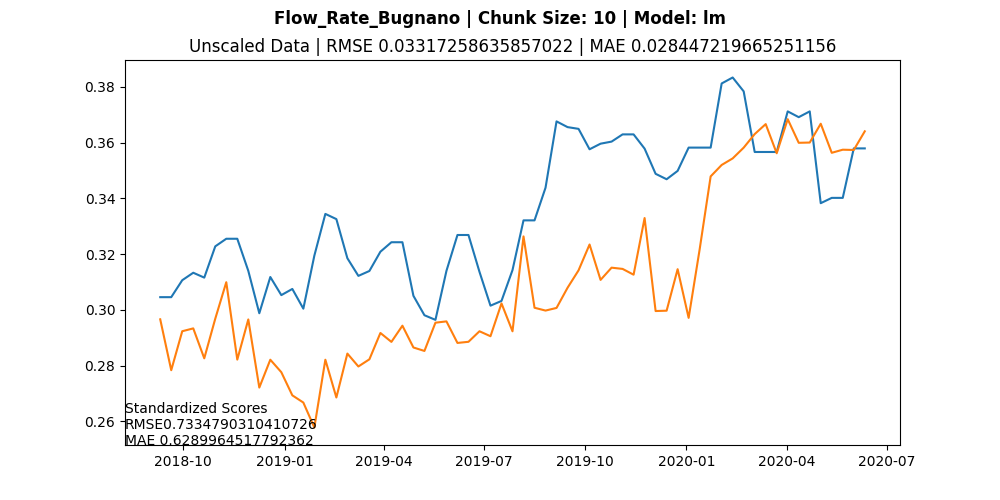 Flow_Rate_Bugnano | Chunk Size: 10 | Model: lm
Unscaled Data | RMSE 0.03317258635857022 | MAE 0.028447219665251156
0.38
0.36
0.34
0.32
0.30
0.28
0.26
Standardized Scores
RMSE0.7334790310410726
MAE 0.6289964517792362
2018-10 2019-01 2019-04 2019-07 2019-10 2020-01 2020-04 2020-07